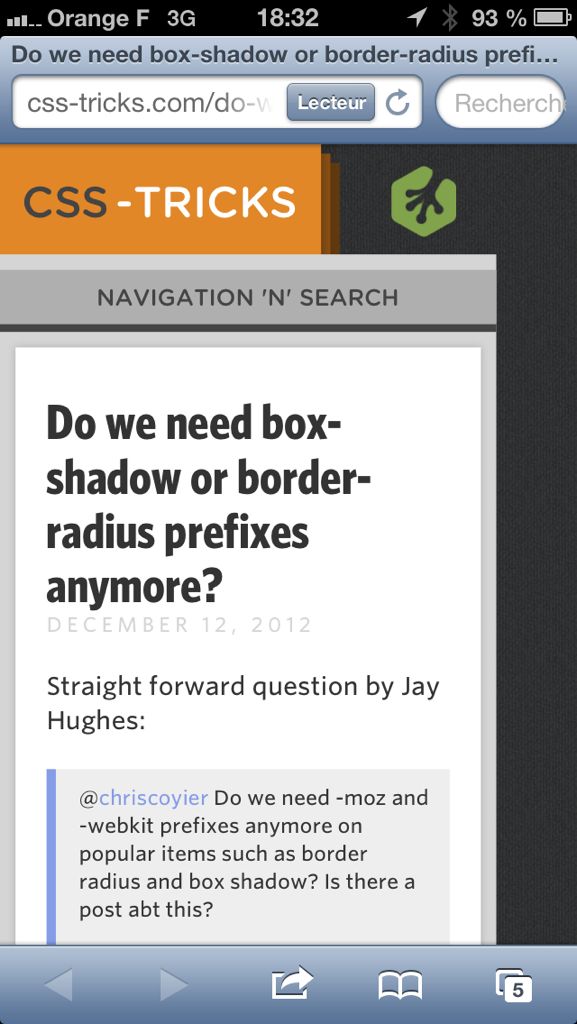 Orange F 3G 18:32 93 %
Do we need box-shadow or border-radius prefi...
css-tricks.com/do-w Lecteur Recherch
CSS-TRICKS
NAVIGATION 'N' SEARCH
Do we need box-
shadow or border-
radius prefixes
anymore?
DECEMBER 12, 2012
Straight forward question by Jay
Hughes:
@chriscoyier Do we need -moz and
-webkit prefixes anymore on
popular items such as border
radius and box shadow? Is there a
post abt this?
5